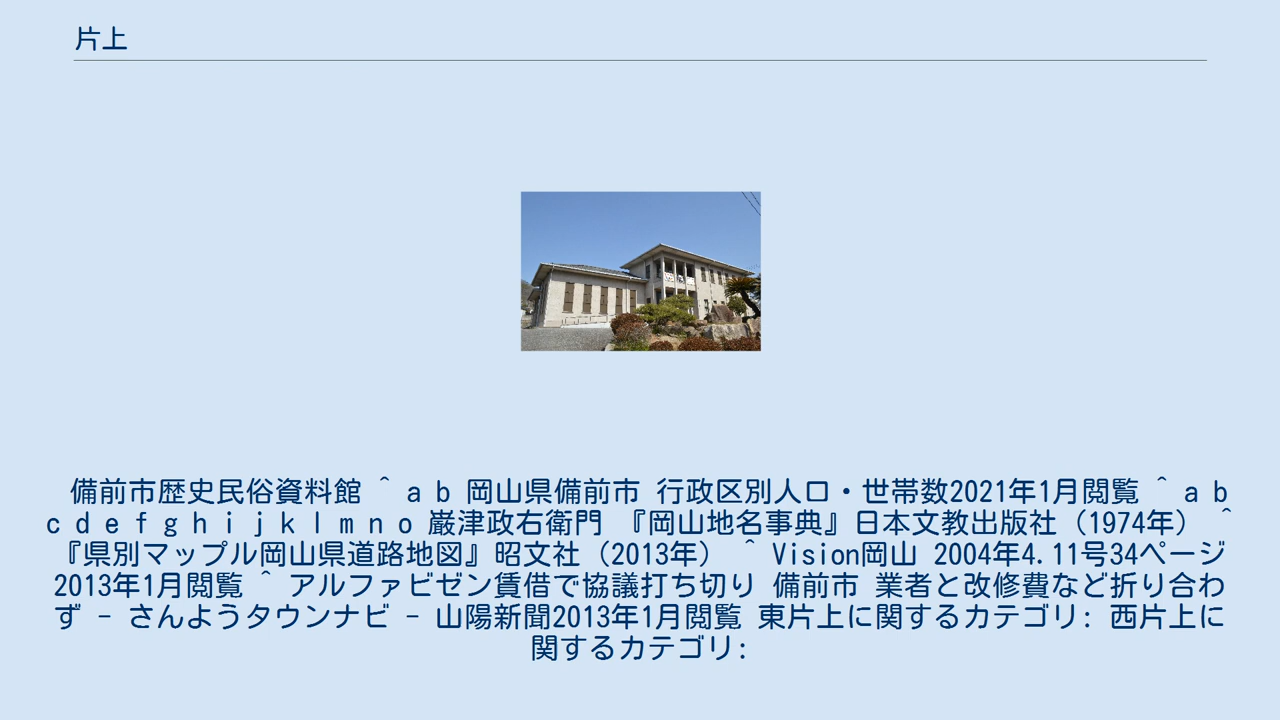 片上
備前市歴史民俗資料館 ^ a b 岡山県備前市 行政区別人口・世帯数2021年1月閲覧 ^ a b
c d e f g h i j k l m n o 巌津政右衛門 『岡山地名事典』日本文教出版社（1974年） ^
『県別マップル岡山県道路地図』昭文社（2013年） ^ Vision岡山 2004年4.11号34ページ
2013年1月閲覧 ^ アルファビゼン賃借で協議打ち切り 備前市 業者と改修費など折り合わ
ず - さんようタウンナビ - 山陽新聞2013年1月閲覧 東片上に関するカテゴリ: 西片上に
関するカテゴリ: